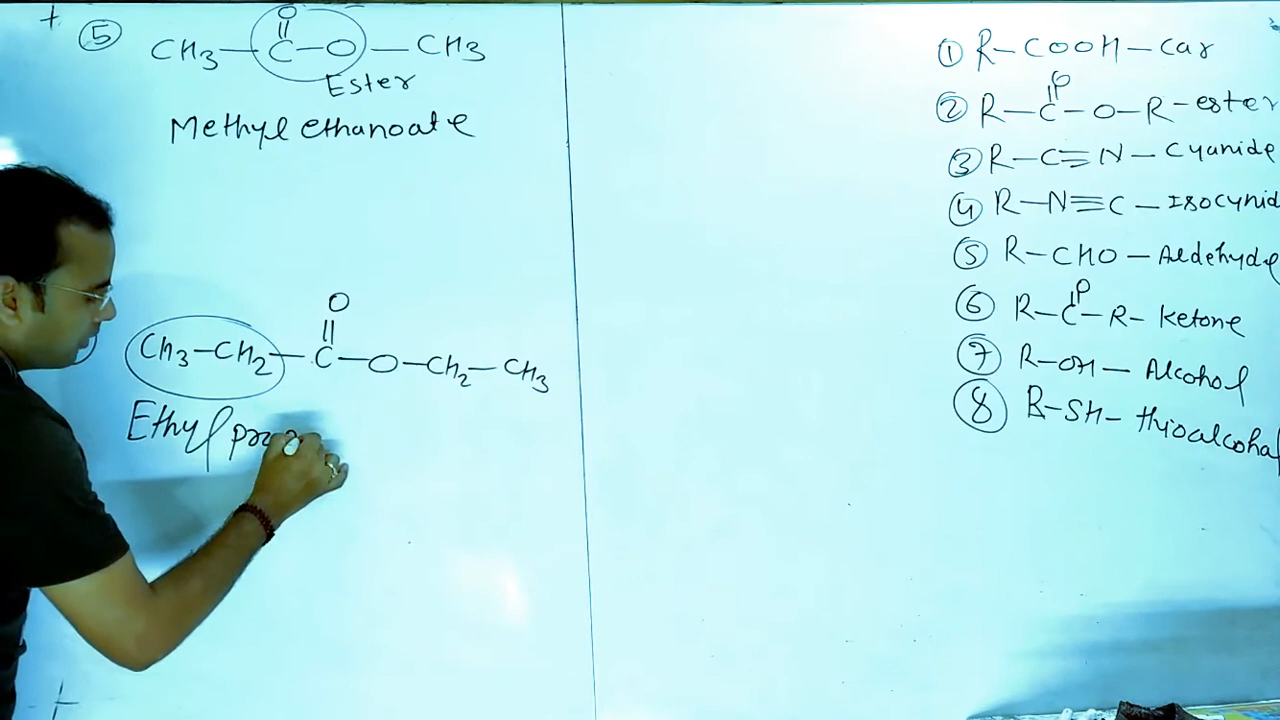 ⑤ CH3—C—O—CH3
O
Ester
Methyl ethanoate
O
CH3—CH2—C—O—CH2—CH3
Ethyl pro
① R—COOH—Car
O
② R—C—O—R—ester
③ R—C≡N—Cyanide
④ R—N≡C—Isocynid
⑤ R—CHO—Aldehyde
O
⑥ R—C—R—Ketone
⑦ R—OH—Alcohol
⑧ R—SH—thioalcohol